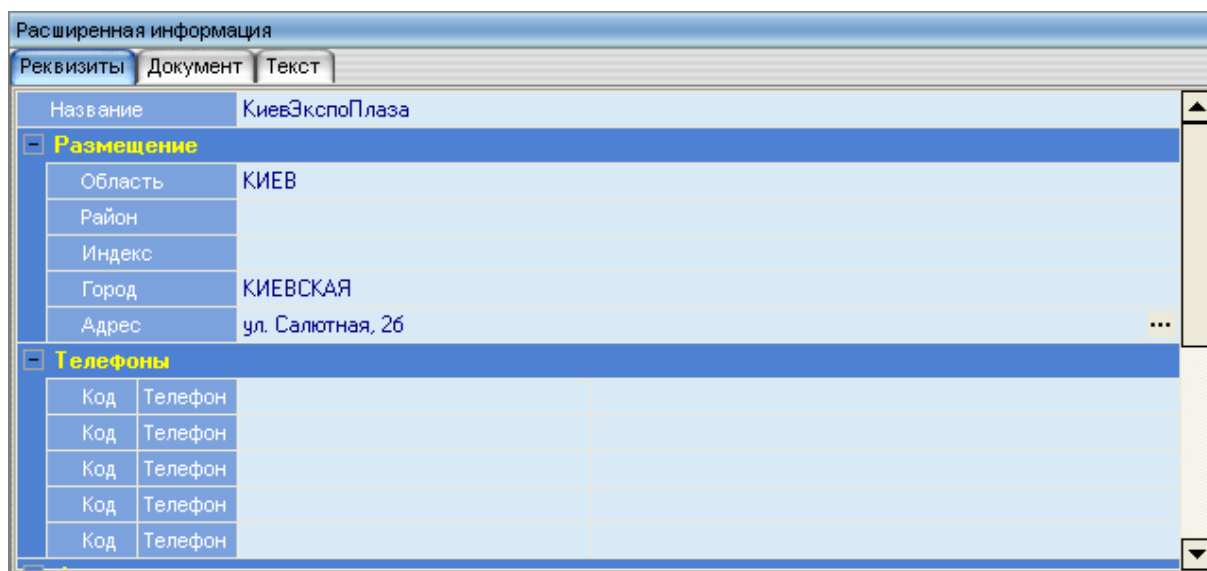 Расширенная информация
Реквизиты Документ Текст
Название КиевЭкспоПлаза
Размещение
Область КИЕВ
Район
Индекс
Город КИЕВСКАЯ
Адрес ул. Салютная, 2б ...
Телефоны
Код Телефон
Код Телефон
Код Телефон
Код Телефон
Код Телефон